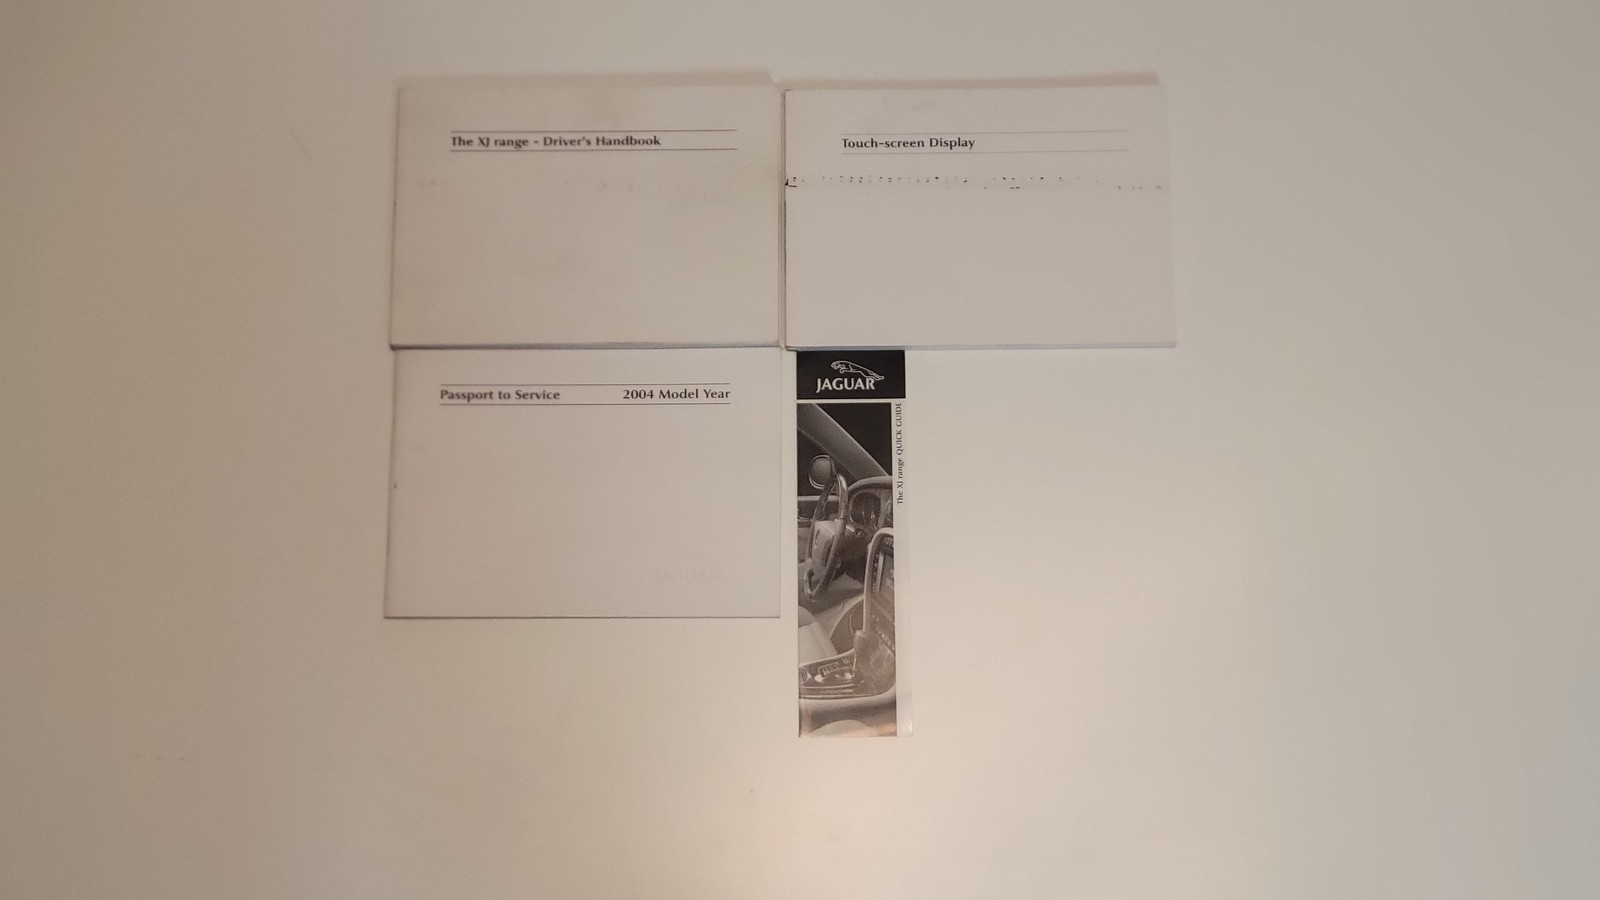 The XJ range - Driver's Handbook
Touch-screen Display
Passport to Service 2004 Model Year
JAGUAR
The XJ range QUICK GUIDE